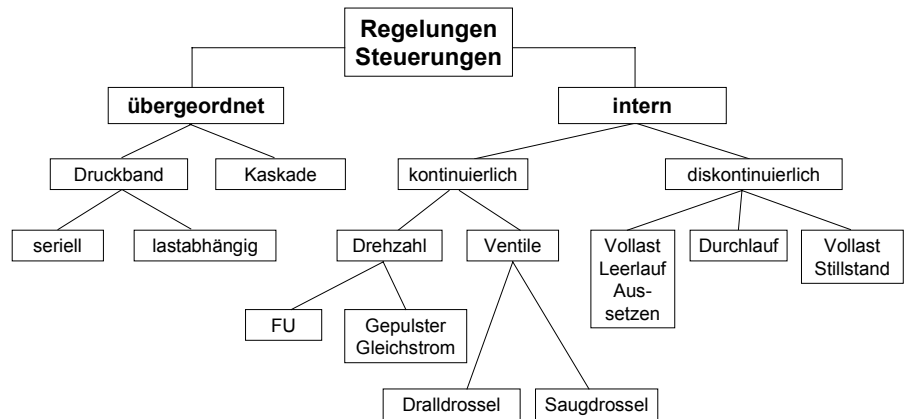 Regelungen
Steuerungen
übergeordnet
intern
Druckband
Kaskade
kontinuierlich
diskontinuierlich
seriell
lastabhängig
Drehzahl
Ventile
Vollast
Leerlauf
Aus-
setzen
Durchlauf
Vollast
Stillstand
FU
Gepulster
Gleichstrom
Dralldrossel
Saugdrossel